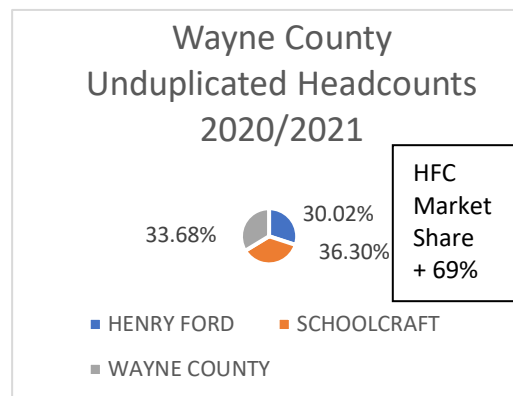 Wayne County
Unduplicated Headcounts
2020/2021
HFC
Market
Share
+ 69%
30.02%
33.68%
36.30%
HENRY FORD
SCHOOLCRAFT
WAYNE COUNTY